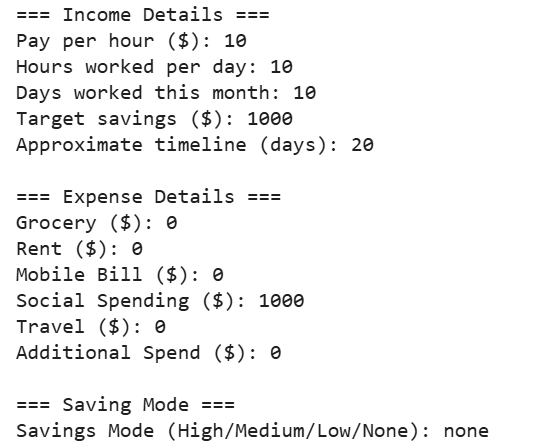 === Income Details ===
Pay per hour ($): 10
Hours worked per day: 10
Days worked this month: 10
Target savings ($): 1000
Approximate timeline (days): 20
=== Expense Details ===
Grocery ($): 0
Rent ($): 0
Mobile Bill ($): 0
Social Spending ($): 1000
Travel ($): 0
Additional Spend ($): 0
=== Saving Mode ===
Savings Mode (High/Medium/Low/None): none